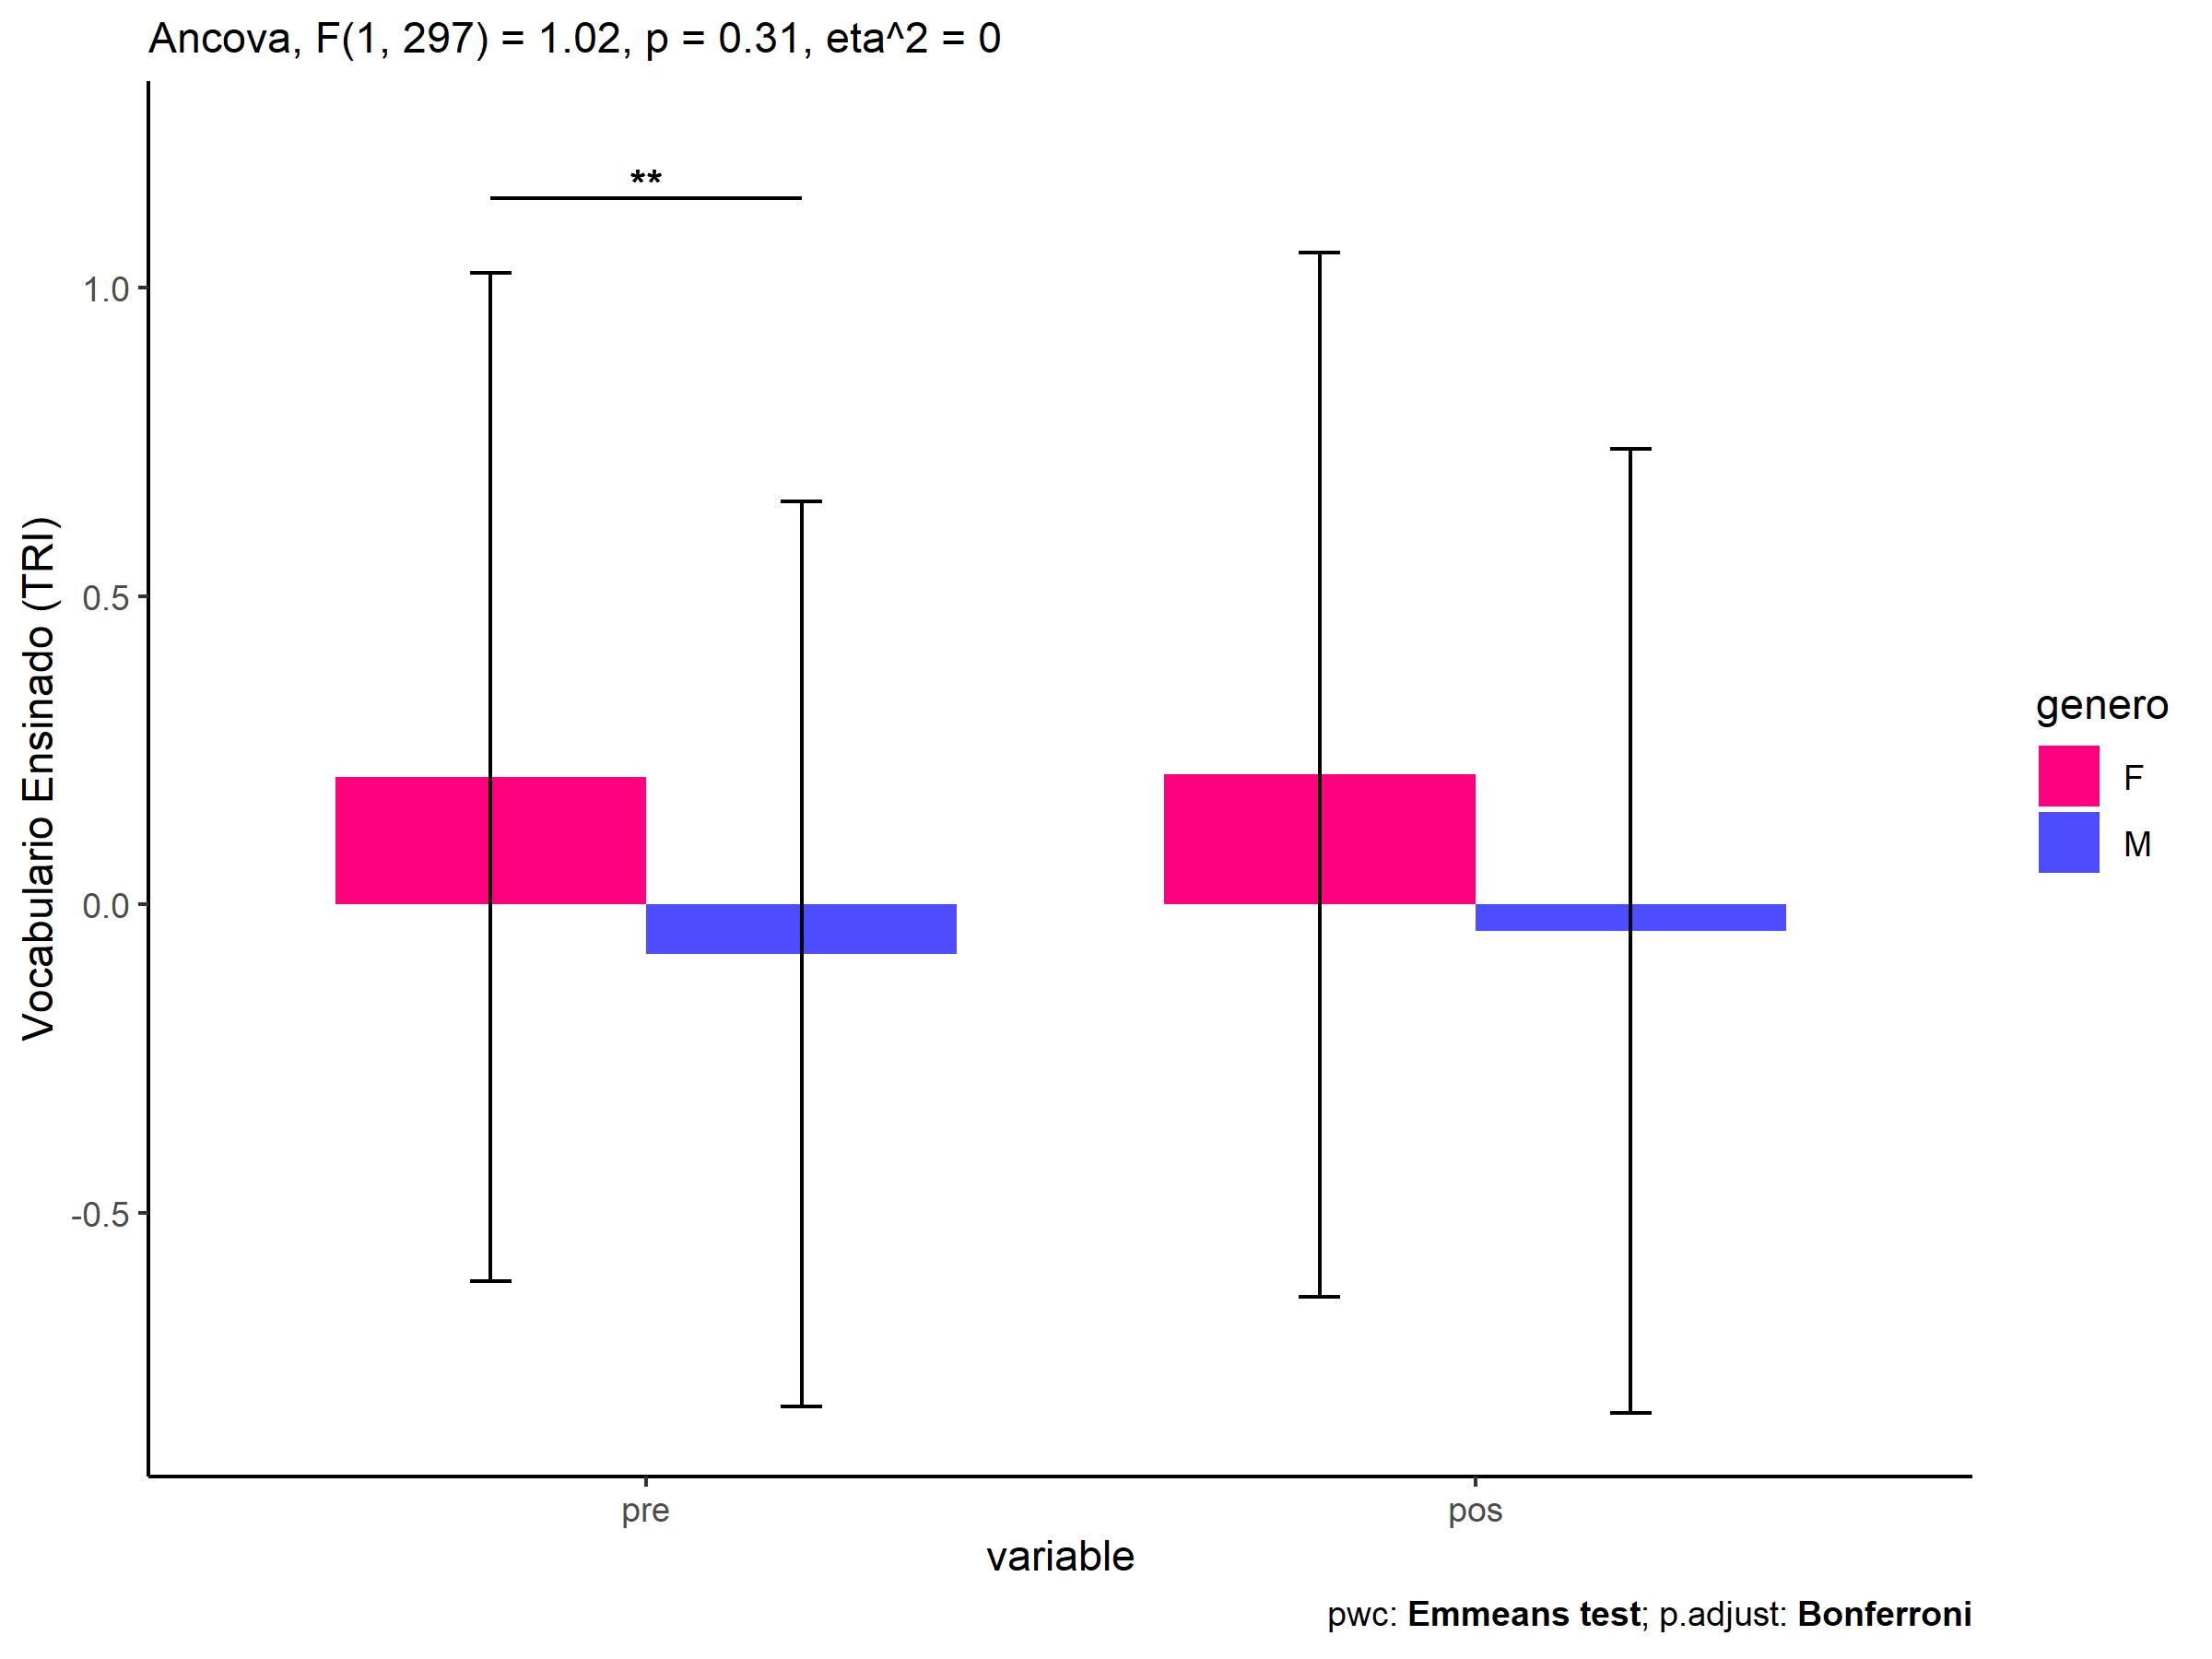 Ancova, F(1, 297) = 1.02, p = 0.31, eta^2 = 0
**
1.0
0.5
0.0
-0.5
Vocabulario Ensinado (TRI)
pre
pos
variable
genero
F
M
pwc: Emmeans test; p.adjust: Bonferroni